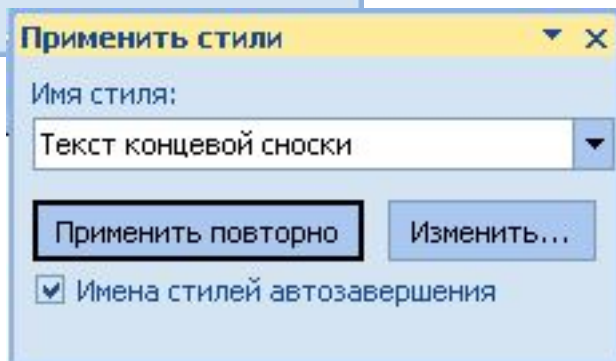 Применить стили
Имя стиля:
Текст концевой сноски
Применить повторно Изменить...
Имена стилей автозавершения